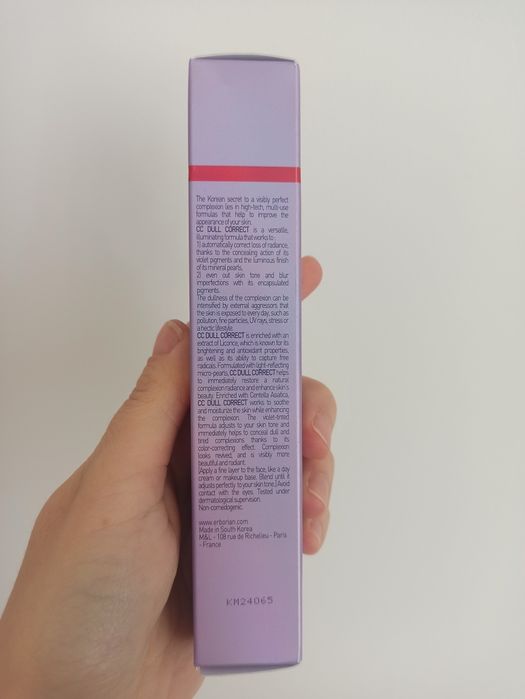 The Korean secret to a visibly perfect
complexion lies in high-tech, multi-use
formulas that help to improve the
appearance of your skin.
CC DULL CORRECT is a versatile,
illuminating formula that works to :
1) automatically correct loss of radiance,
thanks to the concealing action of its
violet pigments and the luminous finish
of its mineral pearls.
2) even out skin tone and blur
imperfections with its encapsulated
pigments.
The dullness of the complexion can be
intensified by external aggressors that
the skin is exposed to every day, such as
pollution, fine particles, UV rays, stress or
a hectic lifestyle.
CC DULL CORRECT is enriched with an
extract of Licorice, which is known for its
brightening and antioxidant properties,
as well as its ability to capture free
radicals. Formulated with light-reflecting
micro-pearls, CC DULL CORRECT helps
to immediately restore a natural
complexion radiance and enhance skin's
beauty. Enriched with Centella Asiatica,
CC DULL CORRECT works to soothe
and moisturize the skin while enhancing
the complexion. The violet-tinted
formula adjusts to your skin tone and
immediately helps to conceal dull and
tired complexions thanks to its
color-correcting effect. Complexion
looks revived, and is visibly more
beautiful and radiant.
|Apply a fine layer to the face, like a day
cream or makeup base. Blend until it
adjusts perfectly to your skin tone.|Avoid
contact with the eyes. Tested under
dermatological supervision.
Non-comedogenic.
www.erborian.com
Made in South Korea
M&L - 108 rue de Richelieu - Paris
- France
KM24065